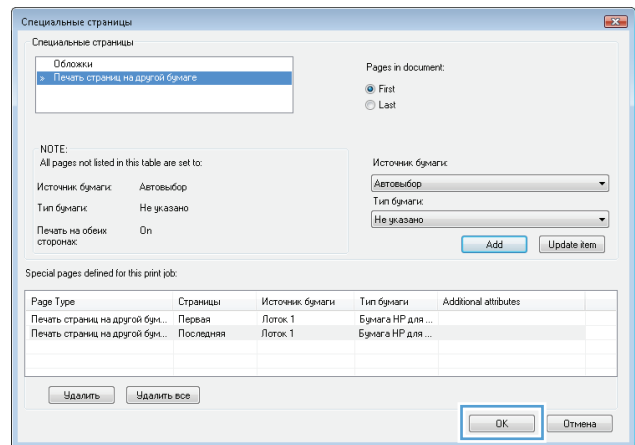 Специальные страницы
Специальные страницы
Обложки
» Печать страниц на другой бумаге
Pages in document:
First
Last
NOTE:
All pages not listed in this table are set to:
Источник бумаги: Автовыбор
Тип бумаги: Не указано
Печать на обеих сторонах: On
Источник бумаги:
Автовыбор
Тип бумаги:
Не указано
Add Update item
Special pages defined for this print job:
Page Type Страницы Источник бумаги Тип бумаги Additional attributes
Печать страниц на другой бум... Первая Лоток 1 Бумага HP для ...
Печать страниц на другой бум... Последняя Лоток 1 Бумага HP для ...
Удалить Удалить все
OK Отмена